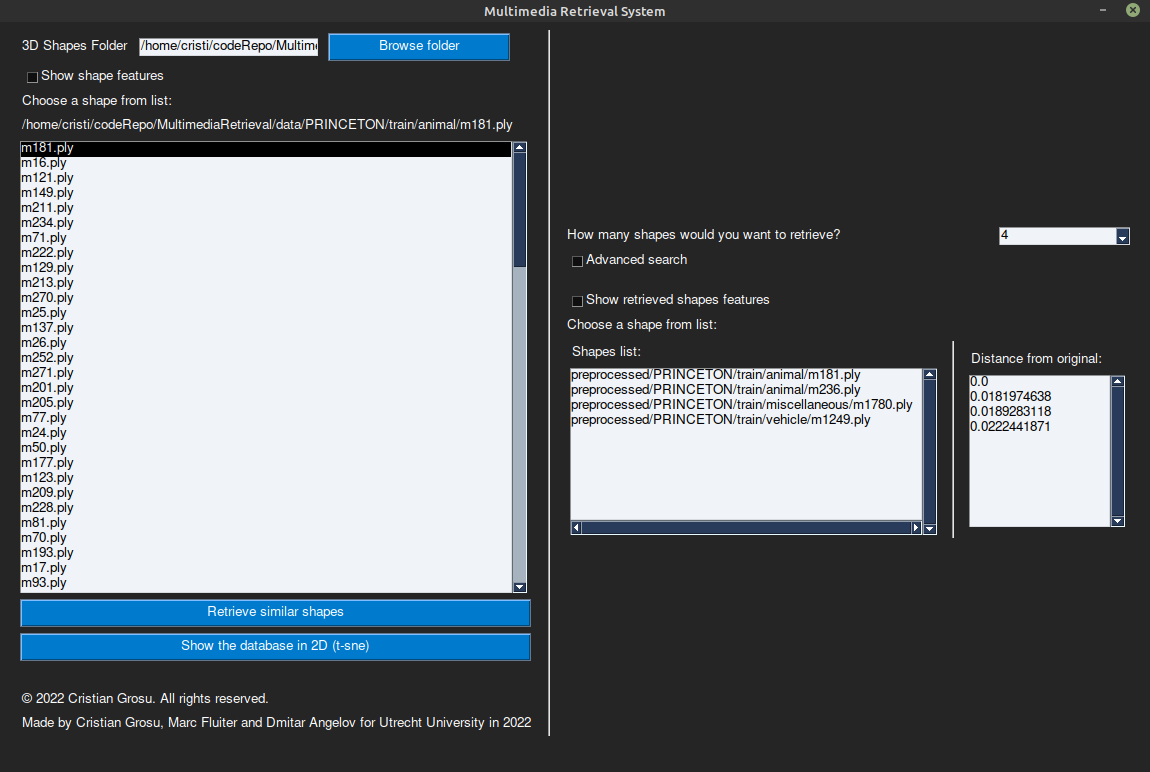 Multimedia Retrieval System
3D Shapes Folder /home/cristi/codeRepo/Multime Browse folder
Show shape features
Choose a shape from list:
/home/cristi/codeRepo/MultimediaRetrieval/data/PRINCETON/train/animal/m181.ply
m181.ply
m16.ply
m121.ply
m149.ply
m211.ply
m234.ply
m71.ply
m222.ply
m129.ply
m213.ply
m270.ply
m25.ply
m137.ply
m26.ply
m252.ply
m271.ply
m201.ply
m205.ply
m77.ply
m24.ply
m50.ply
m177.ply
m123.ply
m209.ply
m228.ply
m81.ply
m70.ply
m193.ply
m17.ply
m93.ply
Retrieve similar shapes
Show the database in 2D (t-sne)
© 2022 Cristian Grosu. All rights reserved.
Made by Cristian Grosu, Marc Fluiter and Dmitar Angelov for Utrecht University in 2022
How many shapes would you want to retrieve? 4
Advanced search
Show retrieved shapes features
Choose a shape from list:
Shapes list:
preprocessed/PRINCETON/train/animal/m181.ply
preprocessed/PRINCETON/train/animal/m236.ply
preprocessed/PRINCETON/train/miscellaneous/m1780.ply
preprocessed/PRINCETON/train/vehicle/m1249.ply
Distance from original:
0.0
0.0181974638
0.0189283118
0.0222441871